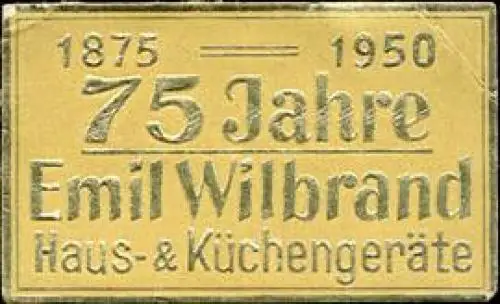 1875 — 1950
75 Jahre
Emil Wilbrand
Haus- & Küchengeräte